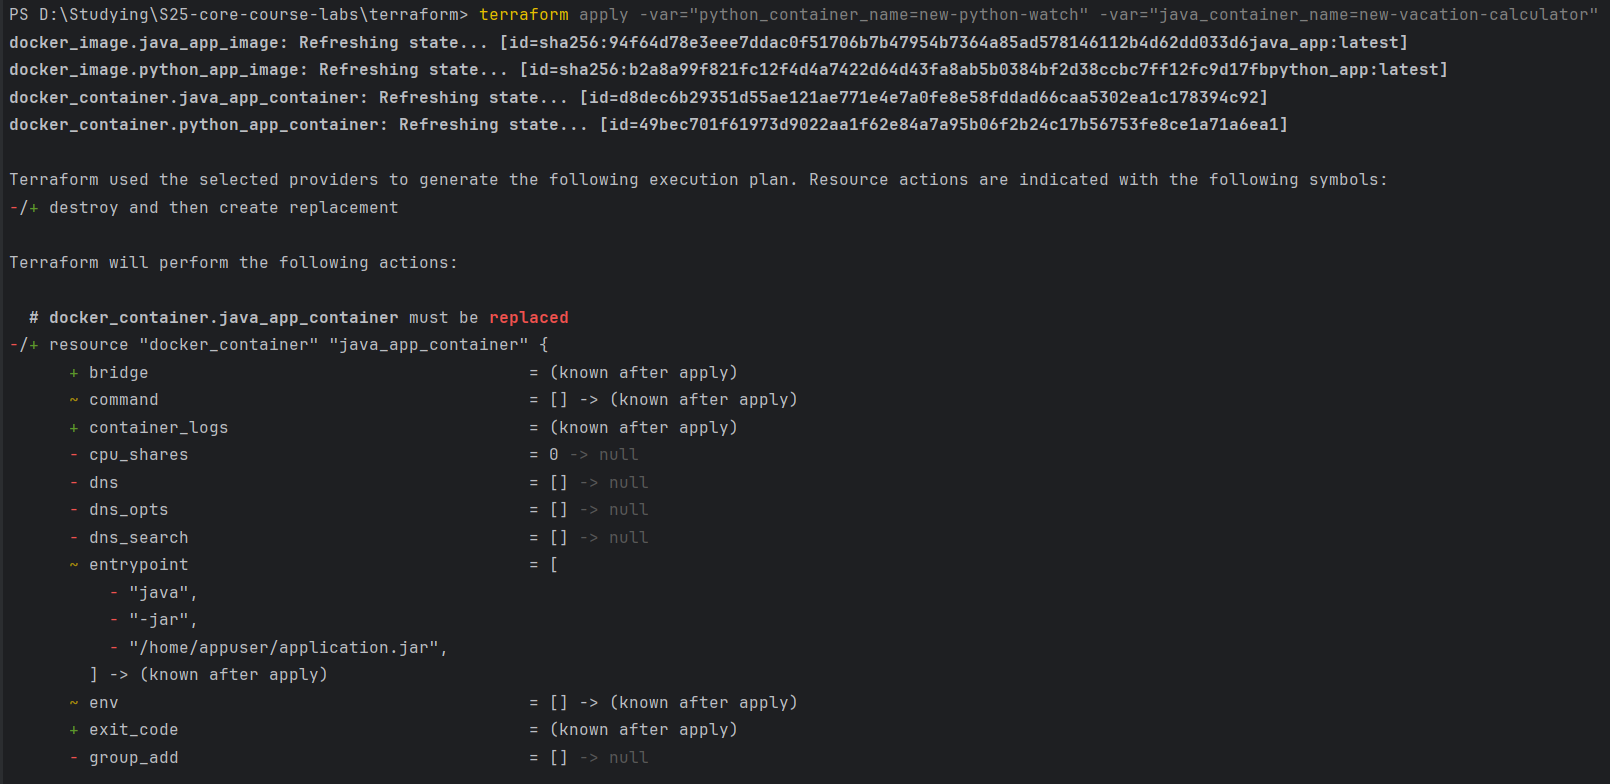 PS D:\Studying\S25-core-course-labs\terraform> terraform apply -var="python_container_name=new-python-watch" -var="java_container_name=new-vacation-calculator"
docker_image.java_app_image: Refreshing state... [id=sha256:94f64d78e3eee7ddac0f51706b7b47954b7364a85ad578146112b4d62dd033d6java_app:latest]
docker_image.python_app_image: Refreshing state... [id=sha256:b2a8a99f821fc12f4d4a7422d64d43fa8ab5b0384bf2d38ccbc7ff12fc9d17fbpython_app:latest]
docker_container.java_app_container: Refreshing state... [id=d8dec6b29351d55ae121ae771e4e7a0fe8e58fddad66caa5302ea1c178394c92]
docker_container.python_app_container: Refreshing state... [id=49bec701f61973d9022aa1f62e84a7a95b06f2b24c17b56753fe8ce1a71a6ea1]
Terraform used the selected providers to generate the following execution plan. Resource actions are indicated with the following symbols:
-/+ destroy and then create replacement
Terraform will perform the following actions:
# docker_container.java_app_container must be replaced
-/+ resource "docker_container" "java_app_container" {
+ bridge = (known after apply)
~ command = [] -> (known after apply)
+ container_logs = (known after apply)
- cpu_shares = 0 -> null
- dns = [] -> null
- dns_opts = [] -> null
- dns_search = [] -> null
~ entrypoint = [
- "java",
- "-jar",
- "/home/appuser/application.jar",
] -> (known after apply)
~ env = [] -> (known after apply)
+ exit_code = (known after apply)
- group_add = [] -> null